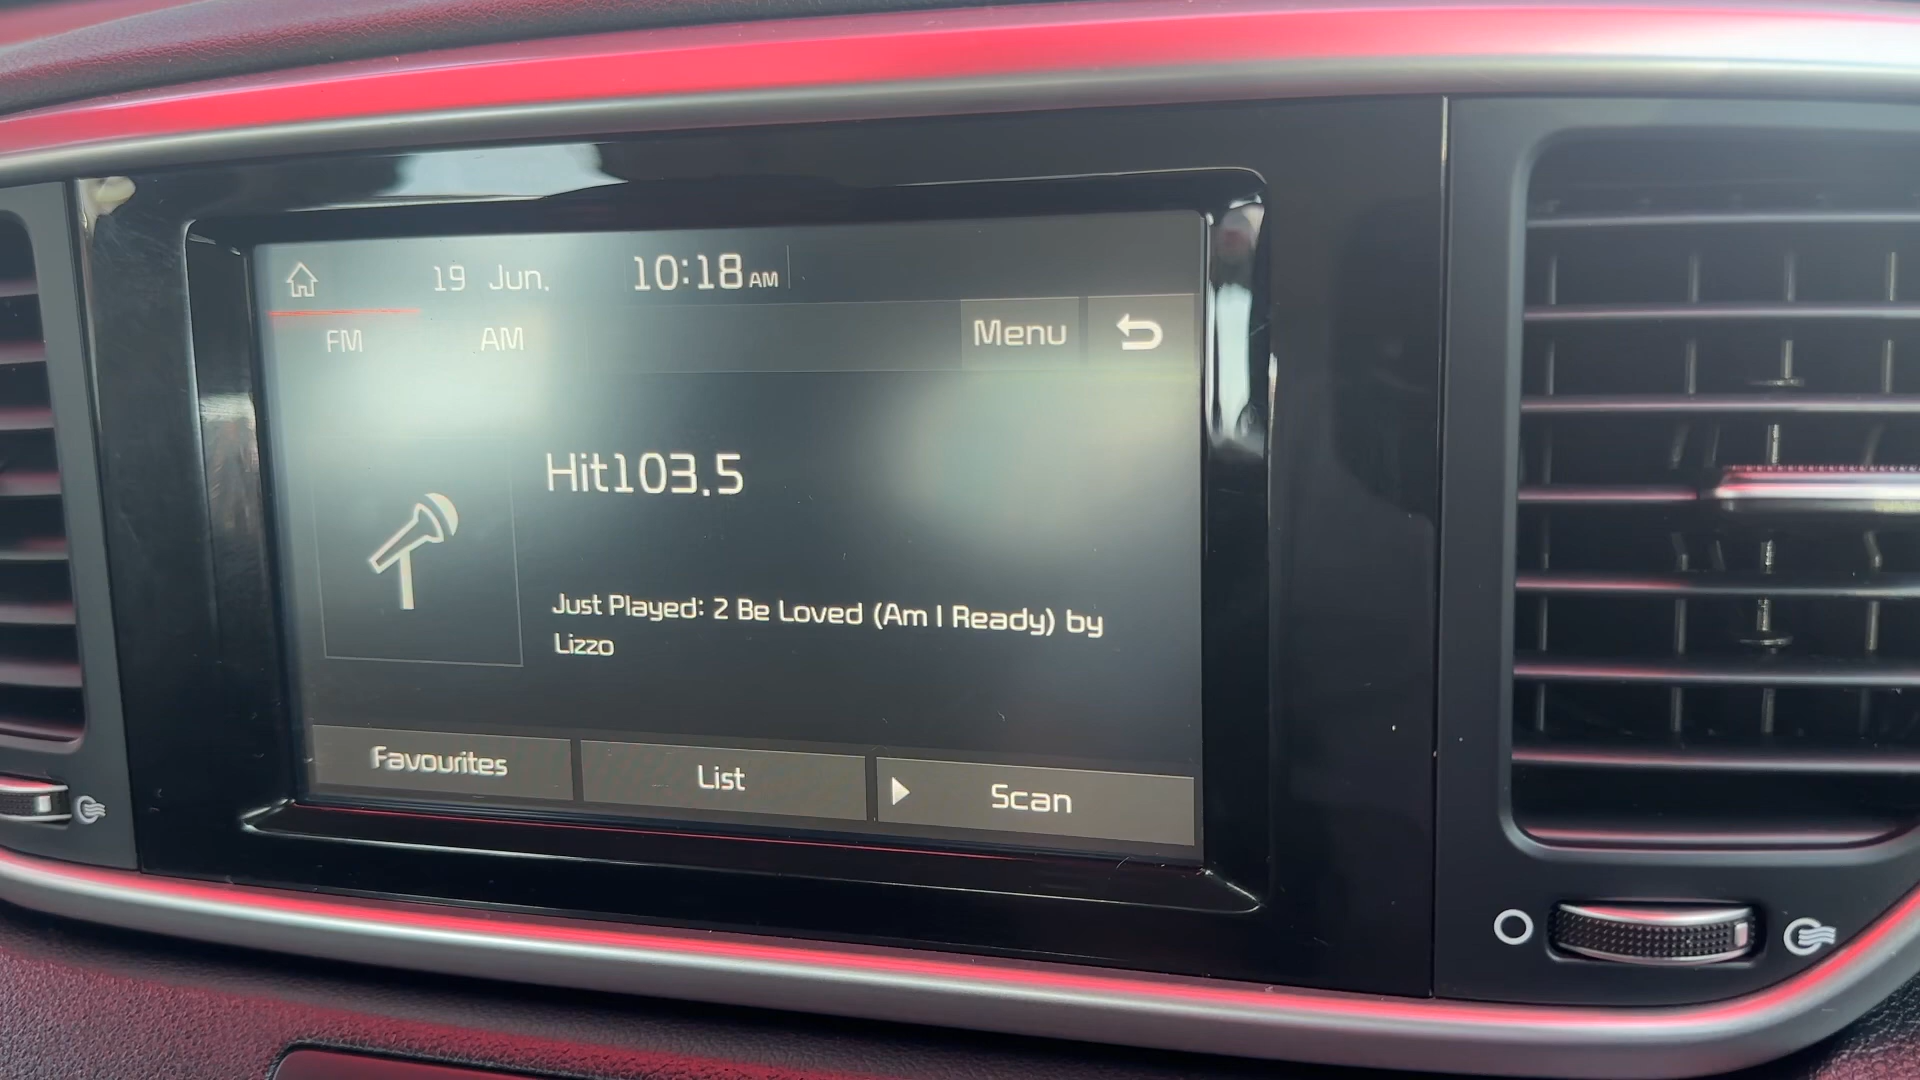 19 Jun. 10:18 AM
FM AM Menu
Hit103.5
Just Played: 2 Be Loved (Am I Ready) by
Lizzo
Favourites List Scan